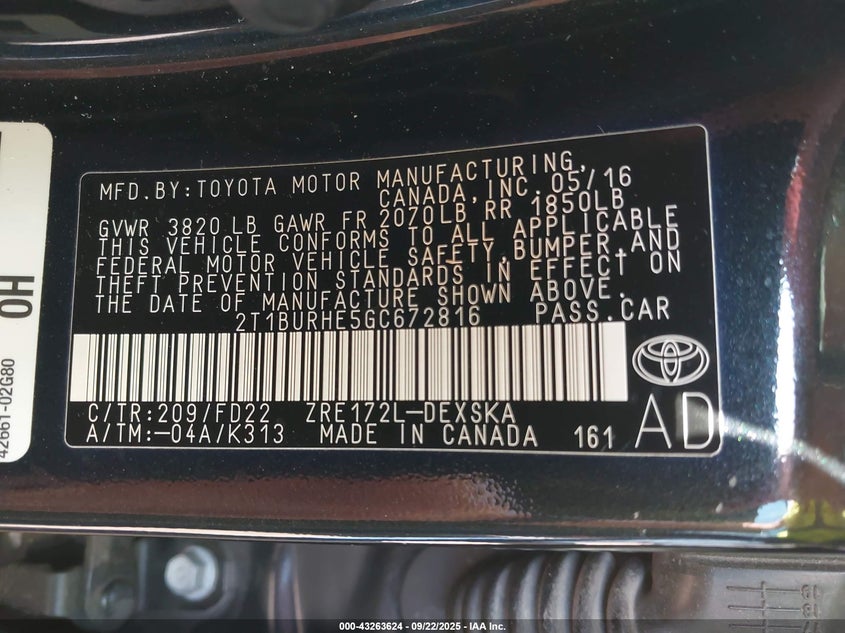 MFD.BY:TOYOTA MOTOR MANUFACTURING,
CANADA, INC. 05/16
GVWR 3820 LB GAWR FR 2070LB RR 1850LB
THIS VEHICLE CONFORMS TO ALL APPLICABLE
FEDERAL MOTOR VEHICLE SAFETY,BUMPER,AND
THEFT PREVENTION STANDARDS IN EFFECT ON
THE DATE OF MANUFACTURE SHOWN ABOVE.
2T1BURHE5GC672816 PASS.CAR
C/TR:209/FD22 ZRE172L-DEXSKA
A/TM:-04A/K313 MADE IN CANADA 161
AD
OH
42661-02G80
000-43263624 - 09/22/2025 - IAA Inc.